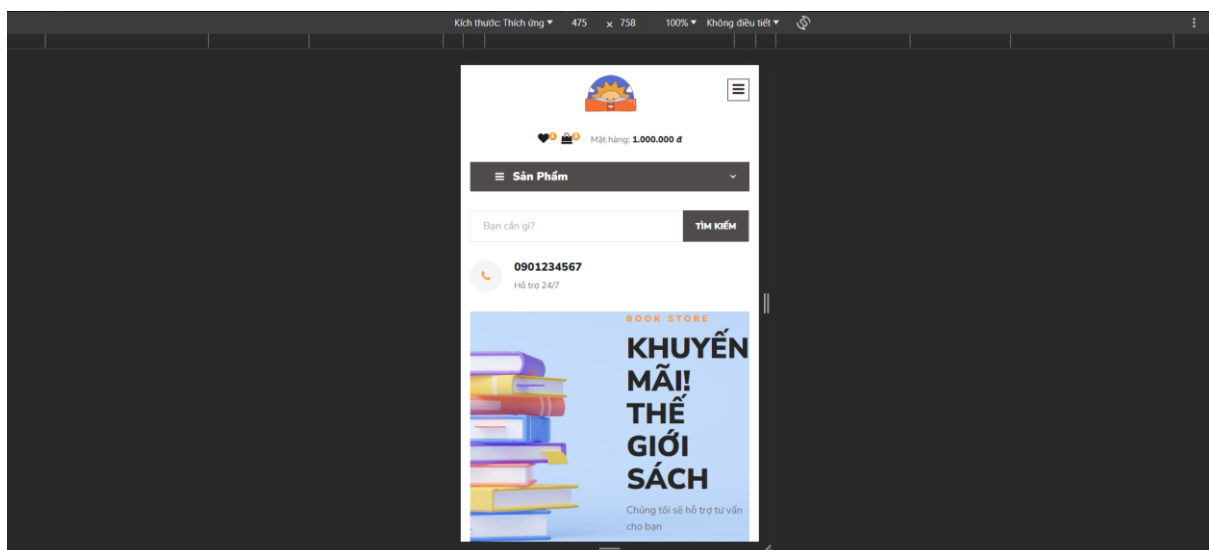 Kích thước: Thích ứng 475 x 758 100% Không điều tiết
1 3 Mặt hàng: 1.000.000 đ
Sản Phẩm
Bạn cần gì? TÌM KIẾM
0901234567
Hỗ trợ 24/7
BOOK STORE
KHUYẾN
MÃI!
THẾ
GIỚI
SÁCH
Chúng tôi sẽ hỗ trợ tư vấn
cho bạn